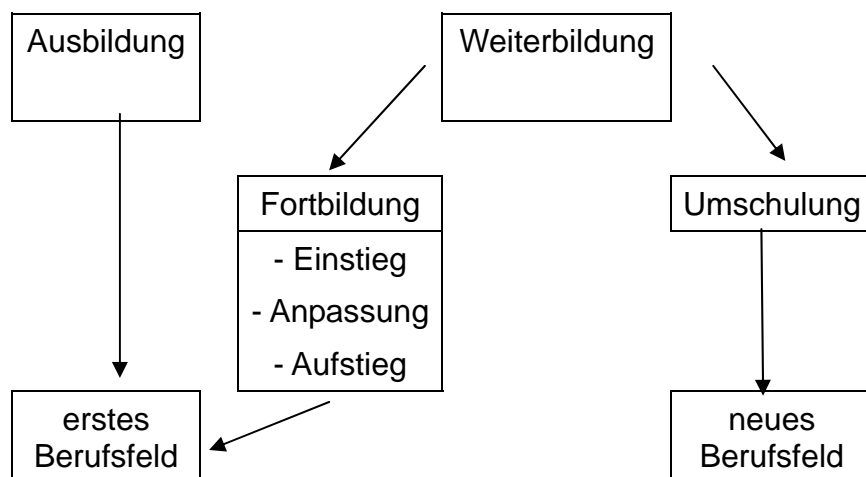 Ausbildung
Weiterbildung
Fortbildung
- Einstieg
- Anpassung
- Aufstieg
Umschulung
erstes
Berufsfeld
neues
Berufsfeld